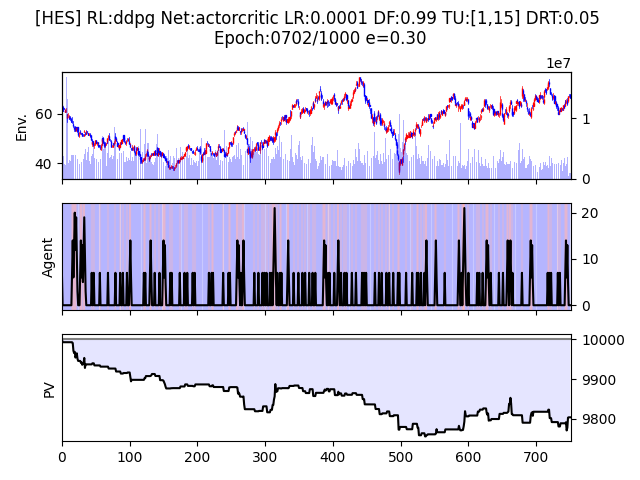 [HES] RL:ddpg Net:actorcritic LR:0.0001 DF:0.99 TU:[1,15] DRT:0.05
Epoch:0702/1000 e=0.30
1e7
Env.
60
40
1
0
Agent
20
10
0
PV
10000
9900
9800
0 100 200 300 400 500 600 700